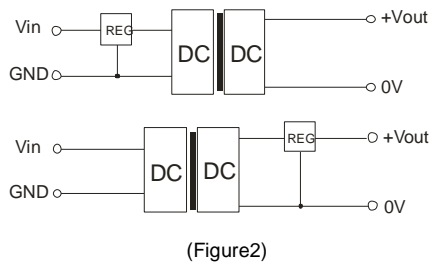 Vin REG +Vout
DC DC
GND 0V
Vin REG +Vout
DC DC
GND 0V
(Figure2)